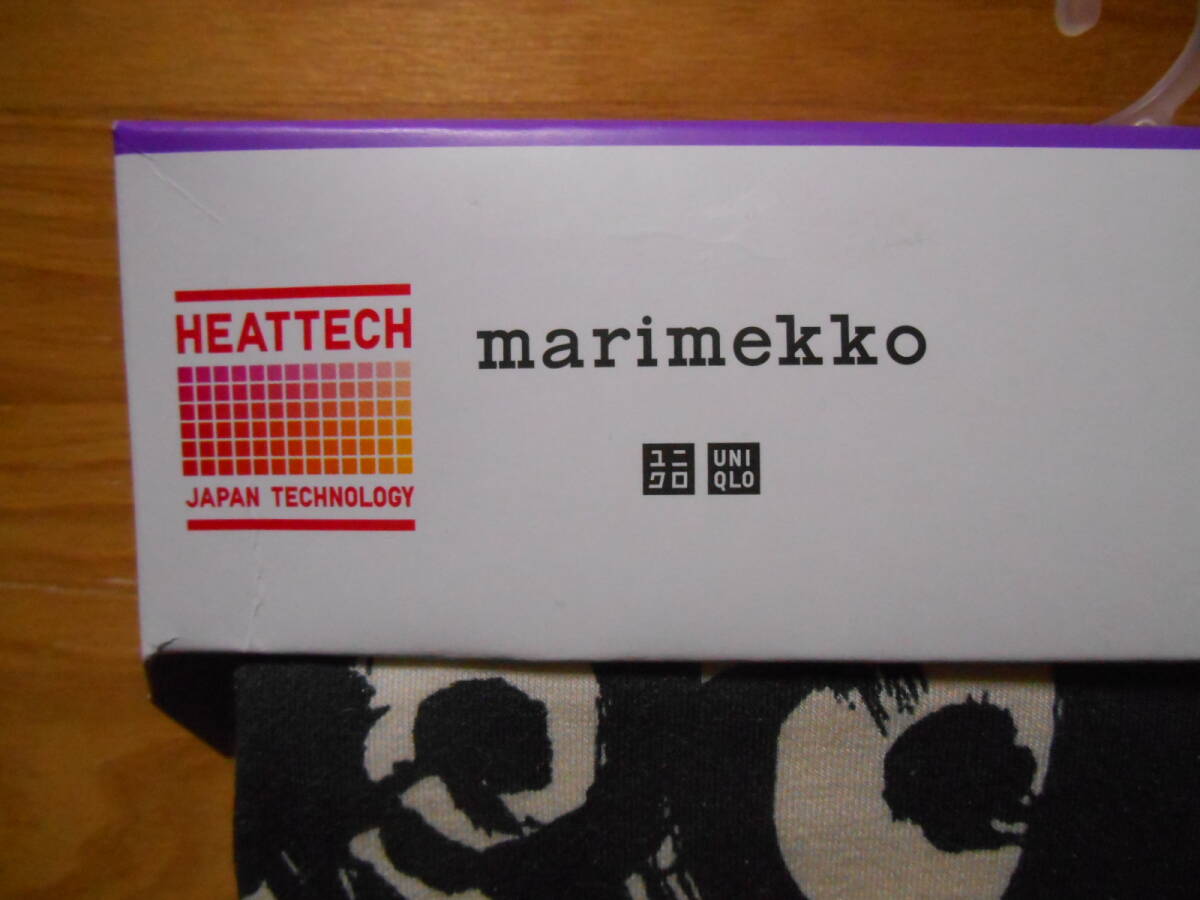 HEATTECH
JAPAN TECHNOLOGY
marimekko
ユニ
クロ
UNI
QLO